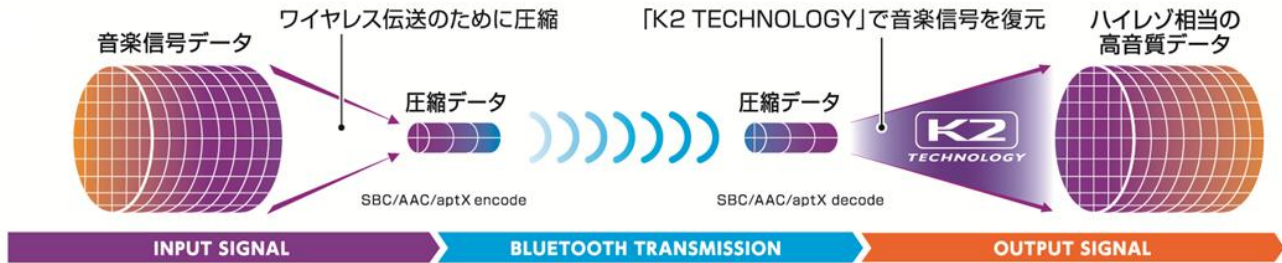 音楽信号データ
ワイヤレス伝送のために圧縮
圧縮データ
SBC/AAC/aptX encode
圧縮データ
SBC/AAC/aptX decode
「K2 TECHNOLOGY」で音楽信号を復元
K2
TECHNOLOGY
ハイレゾ相当の
高音質データ
INPUT SIGNAL
BLUETOOTH TRANSMISSION
OUTPUT SIGNAL